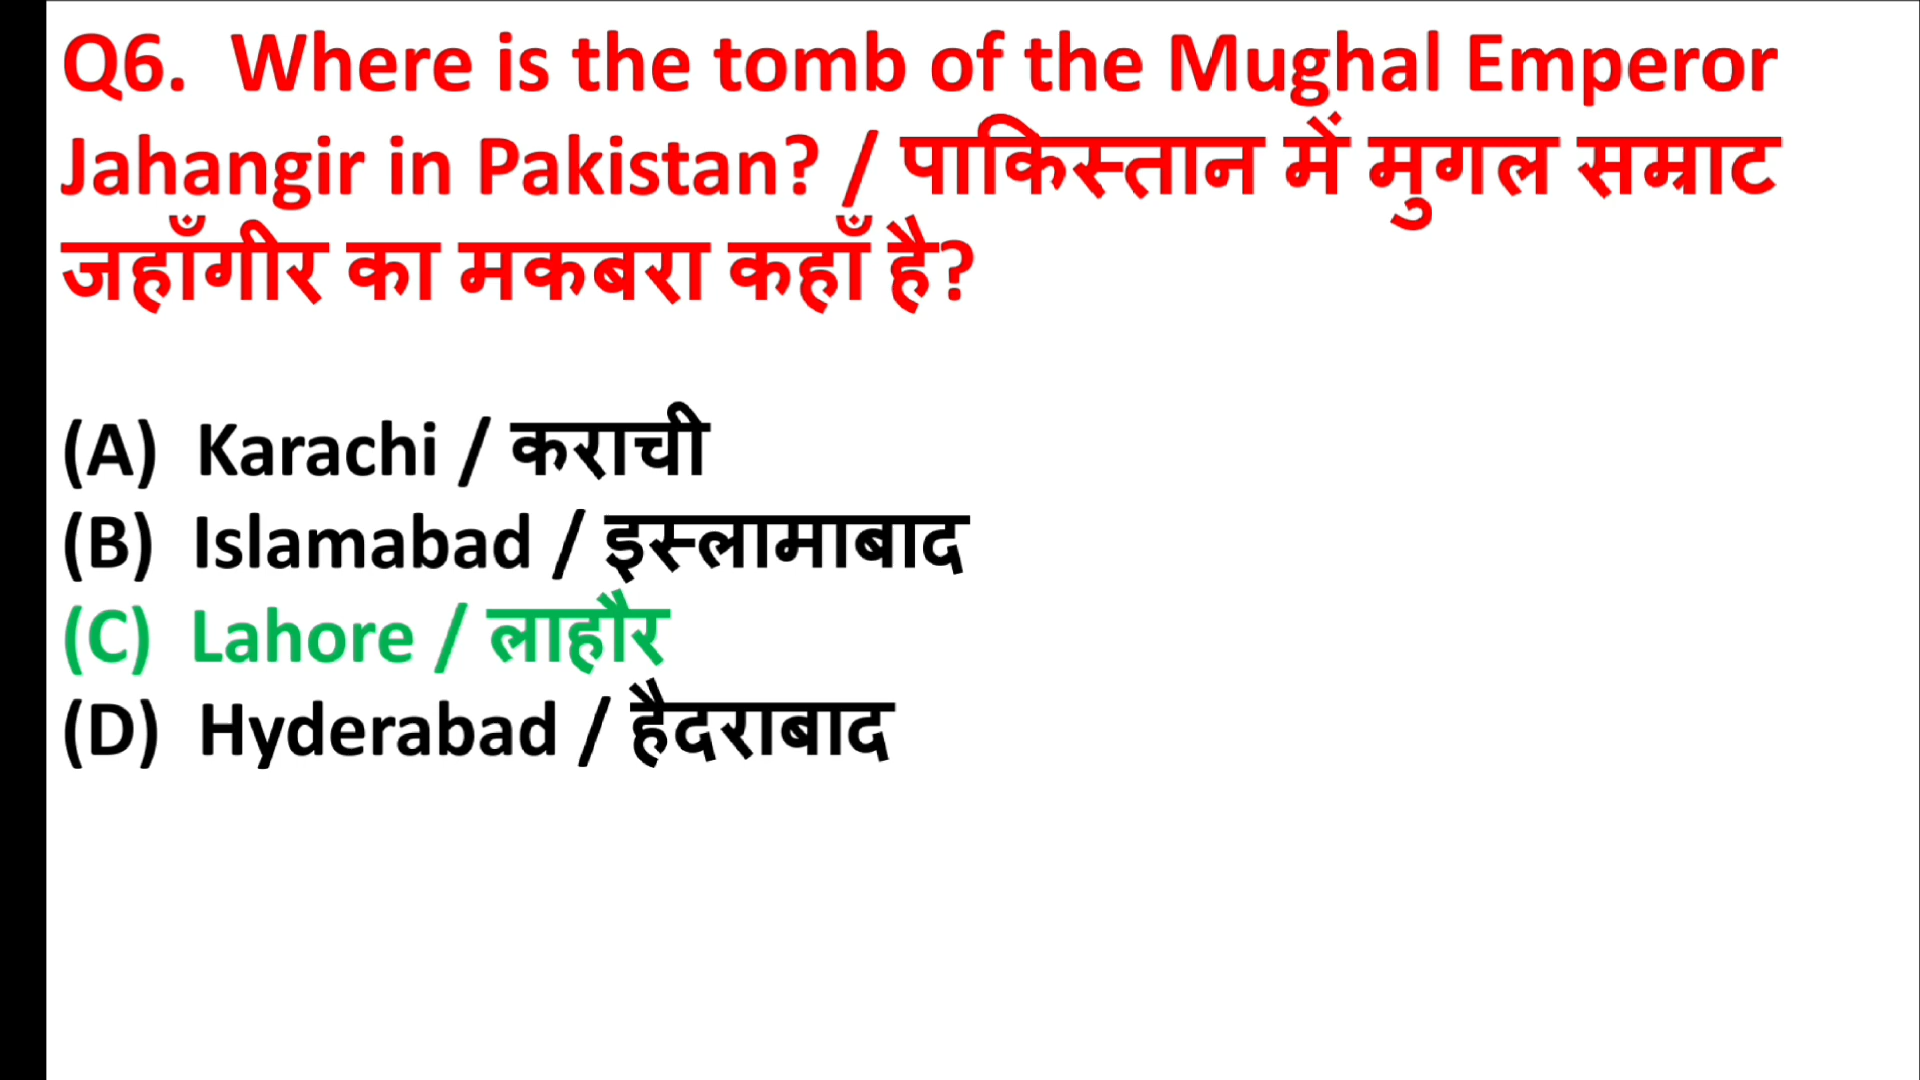 Q6. Where is the tomb of the Mughal Emperor
Jahangir in Pakistan? / पाकिस्तान में मुगल सम्राट
जहाँगीर का मकबरा कहाँ है?
(A) Karachi / कराची
(B) Islamabad / इस्लामाबाद
(C) Lahore / लाहौर
(D) Hyderabad / हैदराबाद